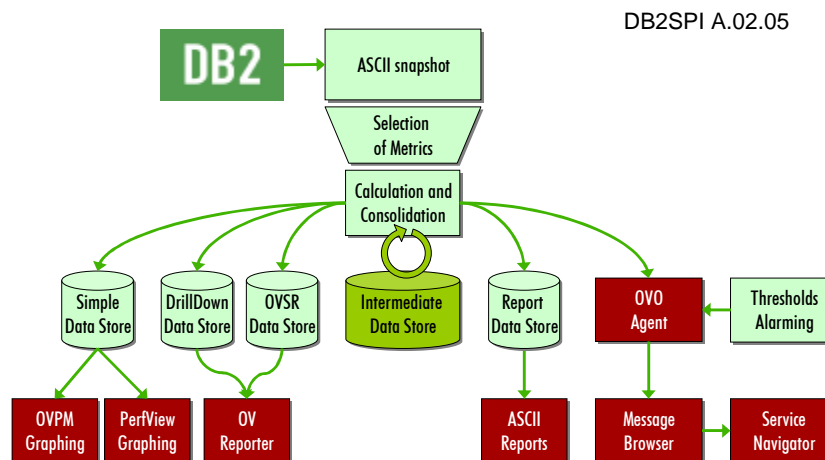 DB2SPI A.02.05
DB2
ASCII snapshot
Selection
of Metrics
Calculation and
Consolidation
Simple
Data Store
DrillDown
Data Store
OVSR
Data Store
Intermediate
Data Store
Report
Data Store
OVO
Agent
Thresholds
Alarming
OVPM
Graphing
PerfView
Graphing
OV
Reporter
ASCII
Reports
Message
Browser
Service
Navigator